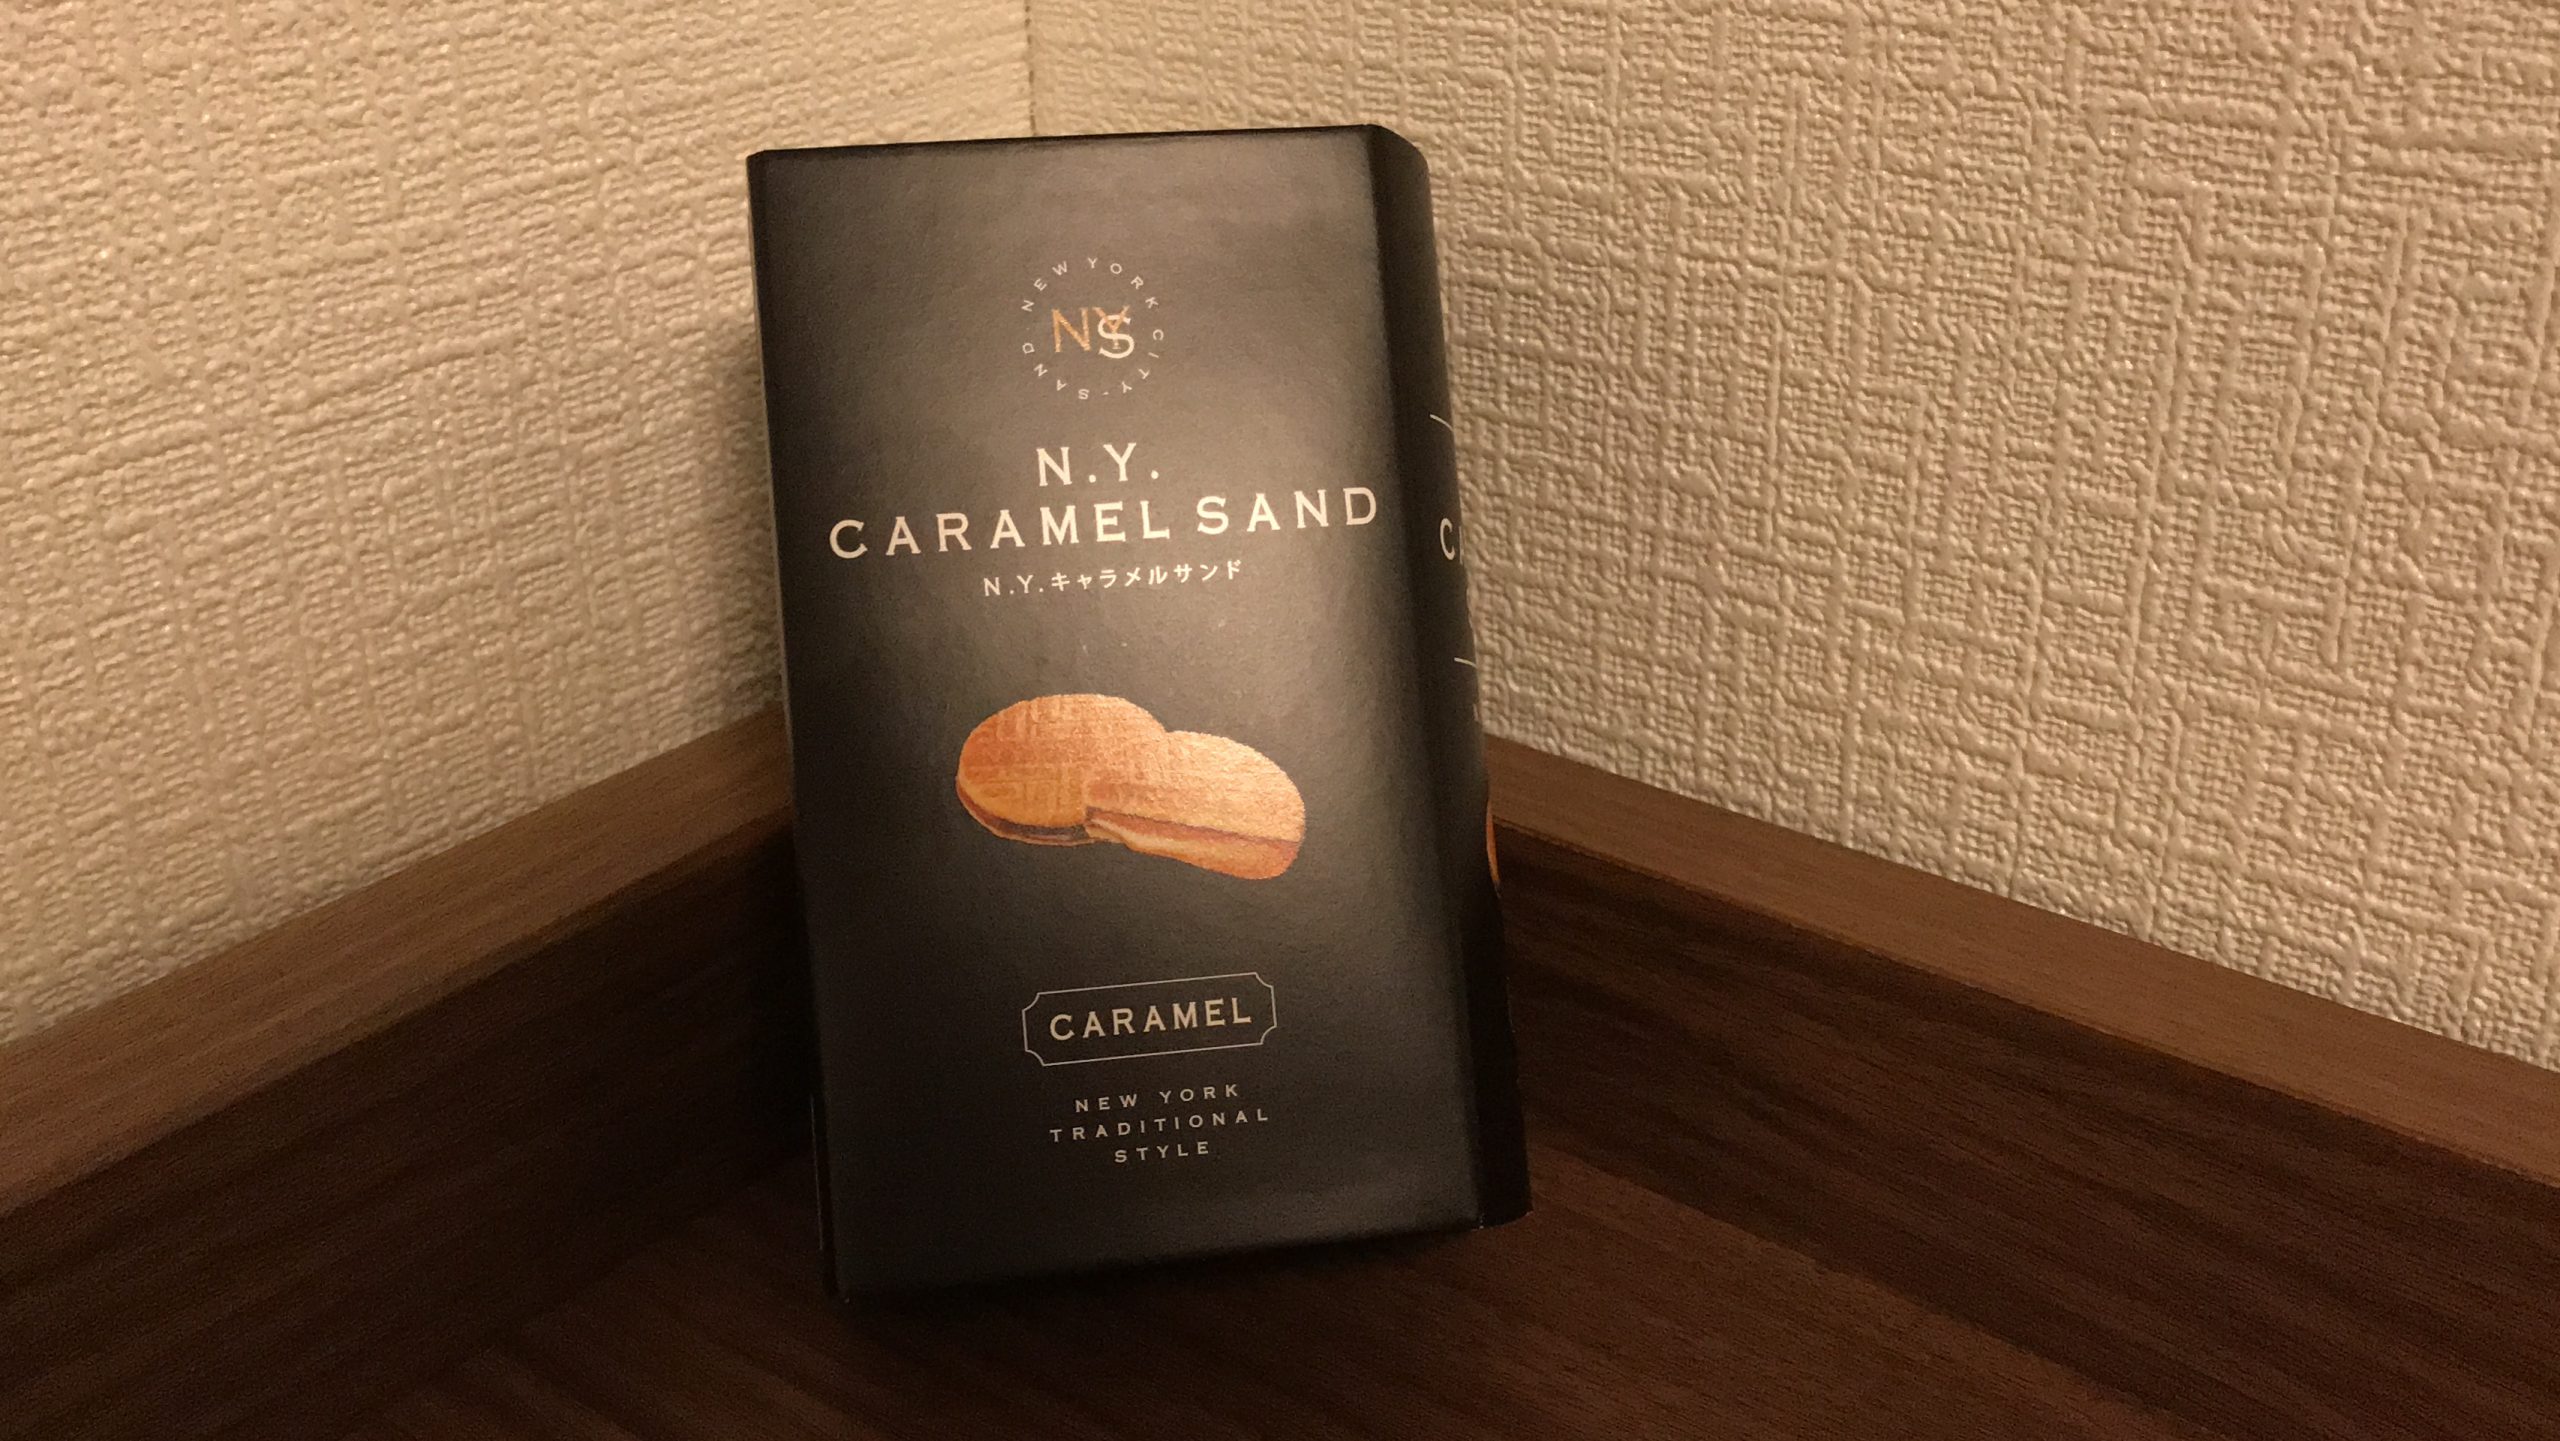 NEW YORK CITY-SAND-
NYS
N.Y.
CARAMEL SAND
N.Y.キャラメルサンド
CARAMEL
NEW YORK
TRADITIONAL
STYLE